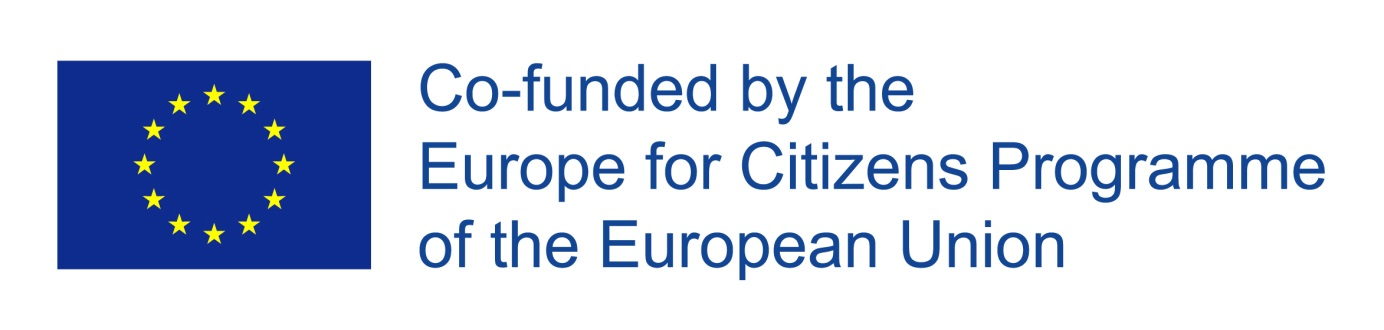 Co-funded by the
Europe for Citizens Programme
of the European Union